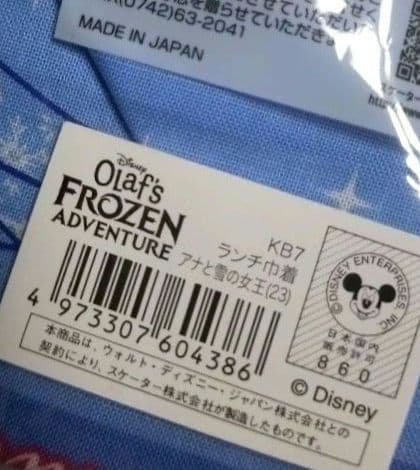 (0742)63-2041
MADE IN JAPAN
Disney
OLaf's
FROZEN
ADVENTURE
KB7
ランチ巾着
アナと雪の女王(23)
4 973307 604386
本商品は、ウォルト・ディズニー・ジャパン株式会社との
契約により、スケーター株式会社が製造したものです。
©DISNEY ENTERPRISES INC
日本国内
販売許可
860
© Disney